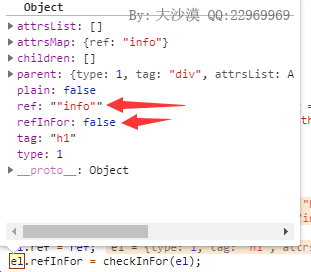 Object
By: 大沙漠 QQ:22969969
▶ attrsList: []
▶ attrsMap: {ref: "info"}
▶ children: []
▶ parent: {type: 1, tag: "div", attrsList: A
plain: false
ref: ""info""
refInFor: false
tag: "h1"
type: 1
▶ __proto__: Object
.ref = ref; el = {type: 1, tag: "h1", attrs
el.refInFor = checkInFor(el);